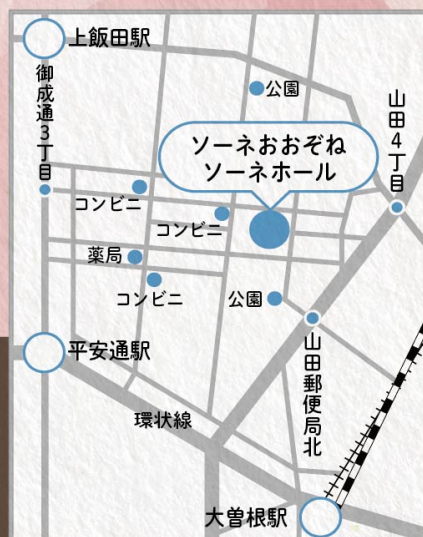 上飯田駅
御成通3丁目
公園
山田4丁目
ソーネおおぞね
ソーネホール
コンビニ
コンビニ
薬局
コンビニ
公園
平安通駅
山田郵便局北
環状線
大曽根駅